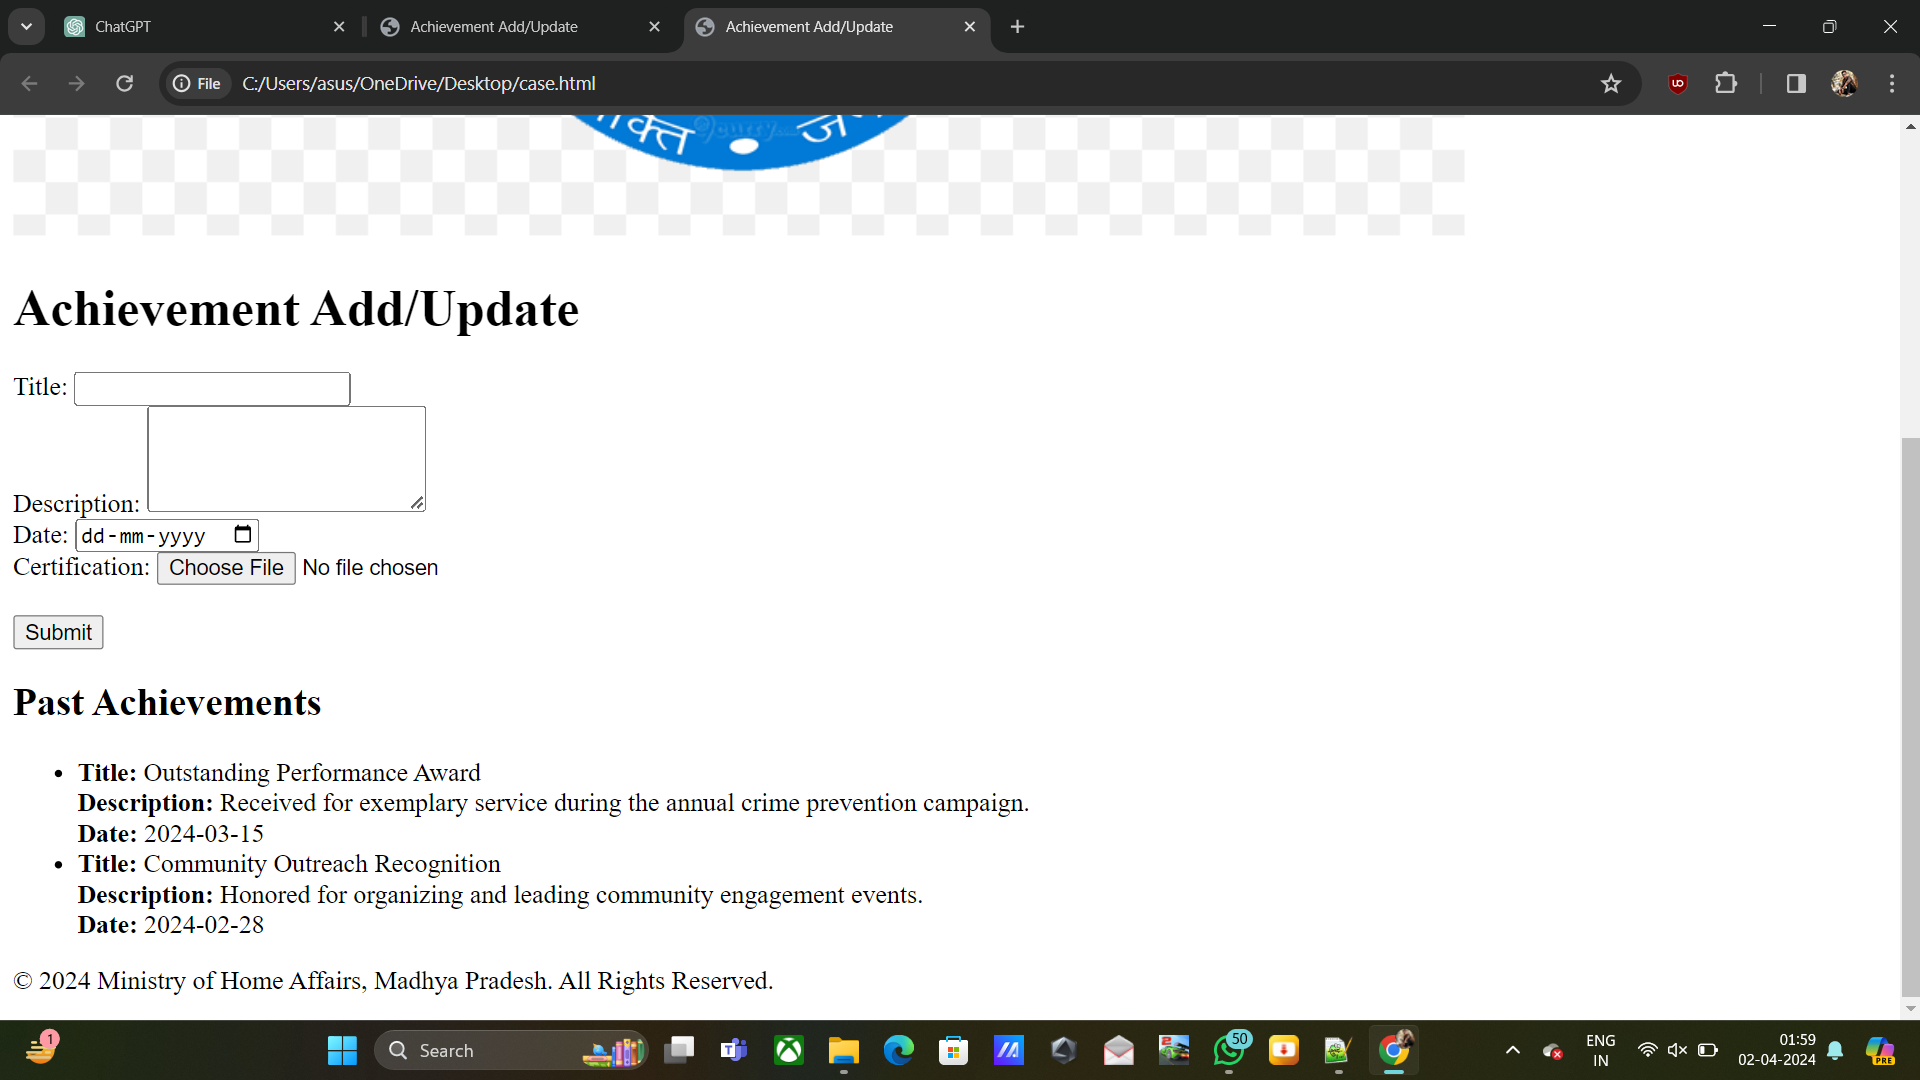 ChatGPT
Achievement Add/Update
Achievement Add/Update
File
C:/Users/asus/OneDrive/Desktop/case.html
Achievement Add/Update
Title:
Description:
Date: dd-mm-yyyy
Certification: Choose File No file chosen
Submit
Past Achievements
• Title: Outstanding Performance Award
Description: Received for exemplary service during the annual crime prevention campaign.
Date: 2024-03-15
• Title: Community Outreach Recognition
Description: Honored for organizing and leading community engagement events.
Date: 2024-02-28
© 2024 Ministry of Home Affairs, Madhya Pradesh. All Rights Reserved.
1
Search
50
ENG
IN
01:59
02-04-2024
PRE